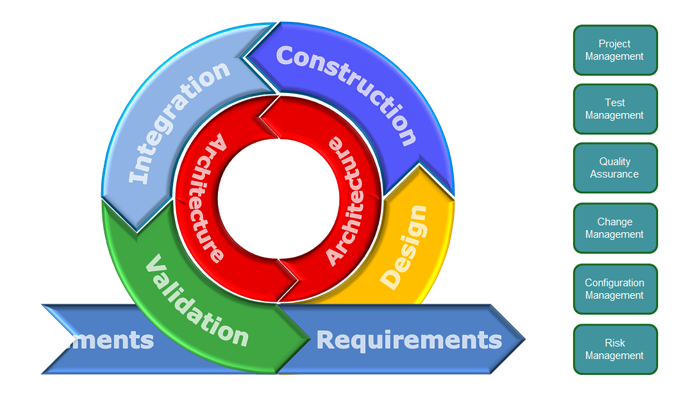 Construction
Integration
Architecture
Architecture
Design
Validation
ments
Requirements
Project
Management
Test
Management
Quality
Assurance
Change
Management
Configuration
Management
Risk
Management